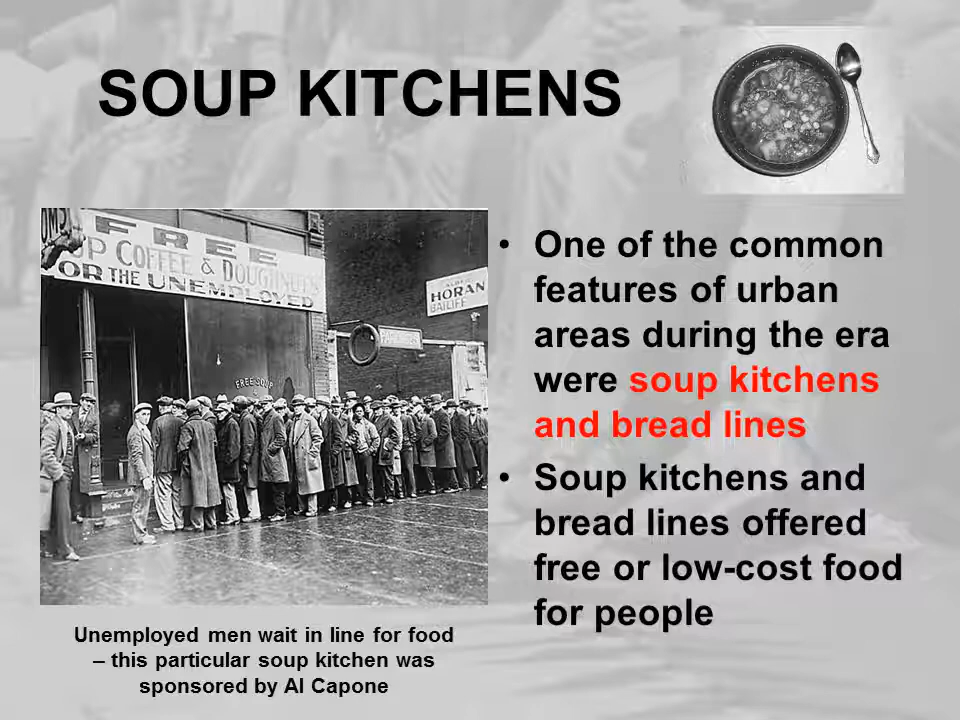 SOUP KITCHENS
FREE
UP COFFEE & DOUGHNUTS
OR THE UNEMPLOYED
HORAN
BAILIFF
FREE SOUP
Unemployed men wait in line for food
– this particular soup kitchen was
sponsored by Al Capone
• One of the common
features of urban
areas during the era
were soup kitchens
and bread lines
• Soup kitchens and
bread lines offered
free or low-cost food
for people